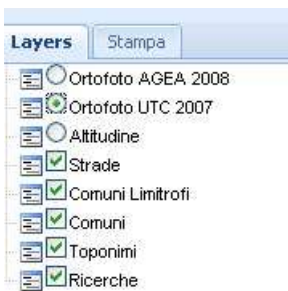 Layers Stampa
Ortofoto AGEA 2008
Ortofoto UTC 2007
Altitudine
Strade
Comuni Limitrofi
Comuni
Toponimi
Ricerche